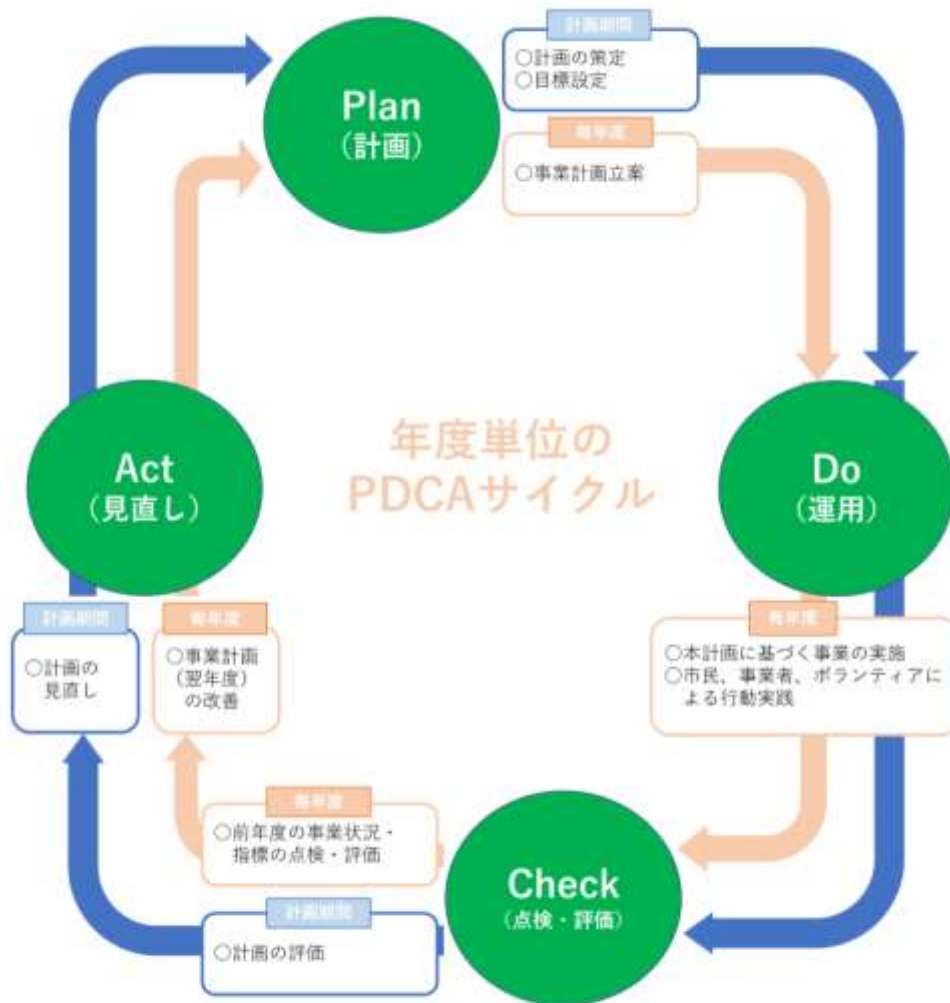 計画期間
○計画の策定
○目標設定
Plan
(計画)
毎年度
○事業計画立案
年度単位の
PDCAサイクル
Act
(見直し)
Do
(運用)
計画期間
○計画の
見直し
毎年度
○事業計画
(翌年度)
の改善
毎年度
○本計画に基づく事業の実施
○市民、事業者、ボランティアに
よる行動実践
毎年度
○前年度の事業状況・
指標の点検・評価
Check
(点検・評価)
計画期間
○計画の評価